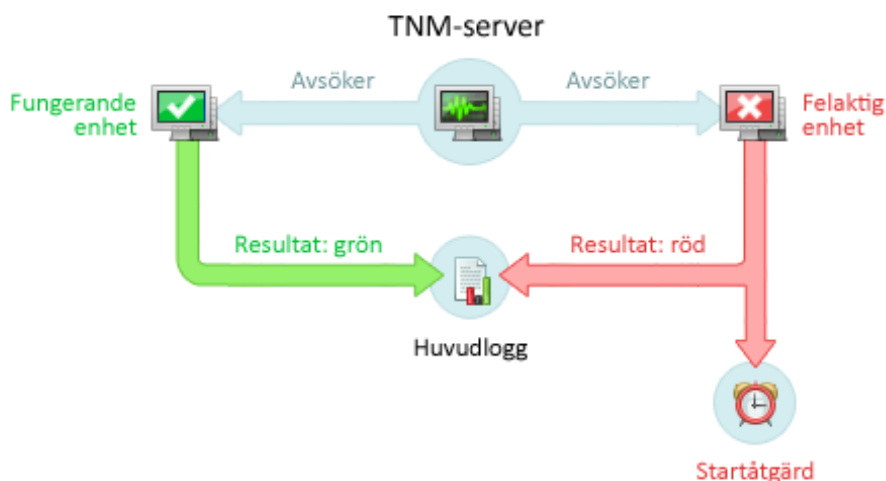 TNM-server
Avsöker
Avsöker
Fungerande
enhet
Felaktig
enhet
Resultat: grön
Resultat: röd
Huvudlogg
Startåtgärd